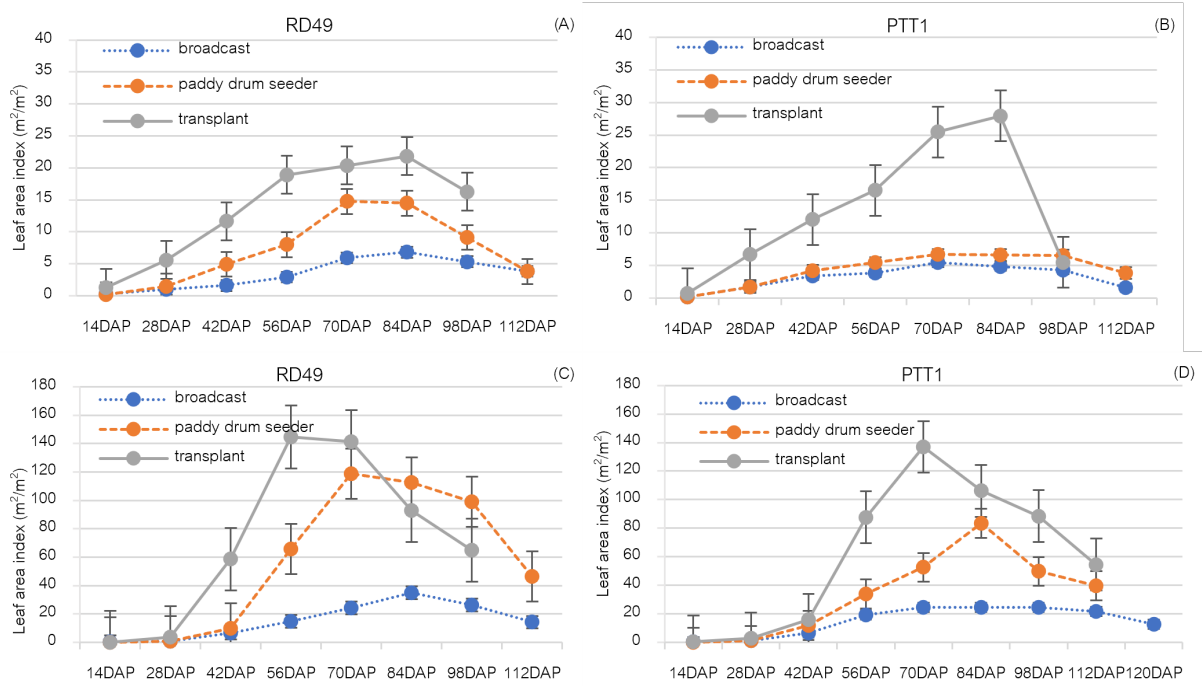 RD49 (A)
broadcast
paddy drum seeder
transplant
Leaf area index (m²/m²)
40
35
30
25
20
15
10
5
0
14DAP 28DAP 42DAP 56DAP 70DAP 84DAP 98DAP 112DAP
PTT1 (B)
broadcast
paddy drum seeder
transplant
Leaf area index (m²/m²)
40
35
30
25
20
15
10
5
0
14DAP 28DAP 42DAP 56DAP 70DAP 84DAP 98DAP 112DAP
RD49 (C)
broadcast
paddy drum seeder
transplant
Leaf area index (m²/m²)
180
160
140
120
100
80
60
40
20
0
14DAP 28DAP 42DAP 56DAP 70DAP 84DAP 98DAP 112DAP
PTT1 (D)
broadcast
paddy drum seeder
transplant
Leaf area index (m²/m²)
180
160
140
120
100
80
60
40
20
0
14DAP 28DAP 42DAP 56DAP 70DAP 84DAP 98DAP 112DAP120DAP